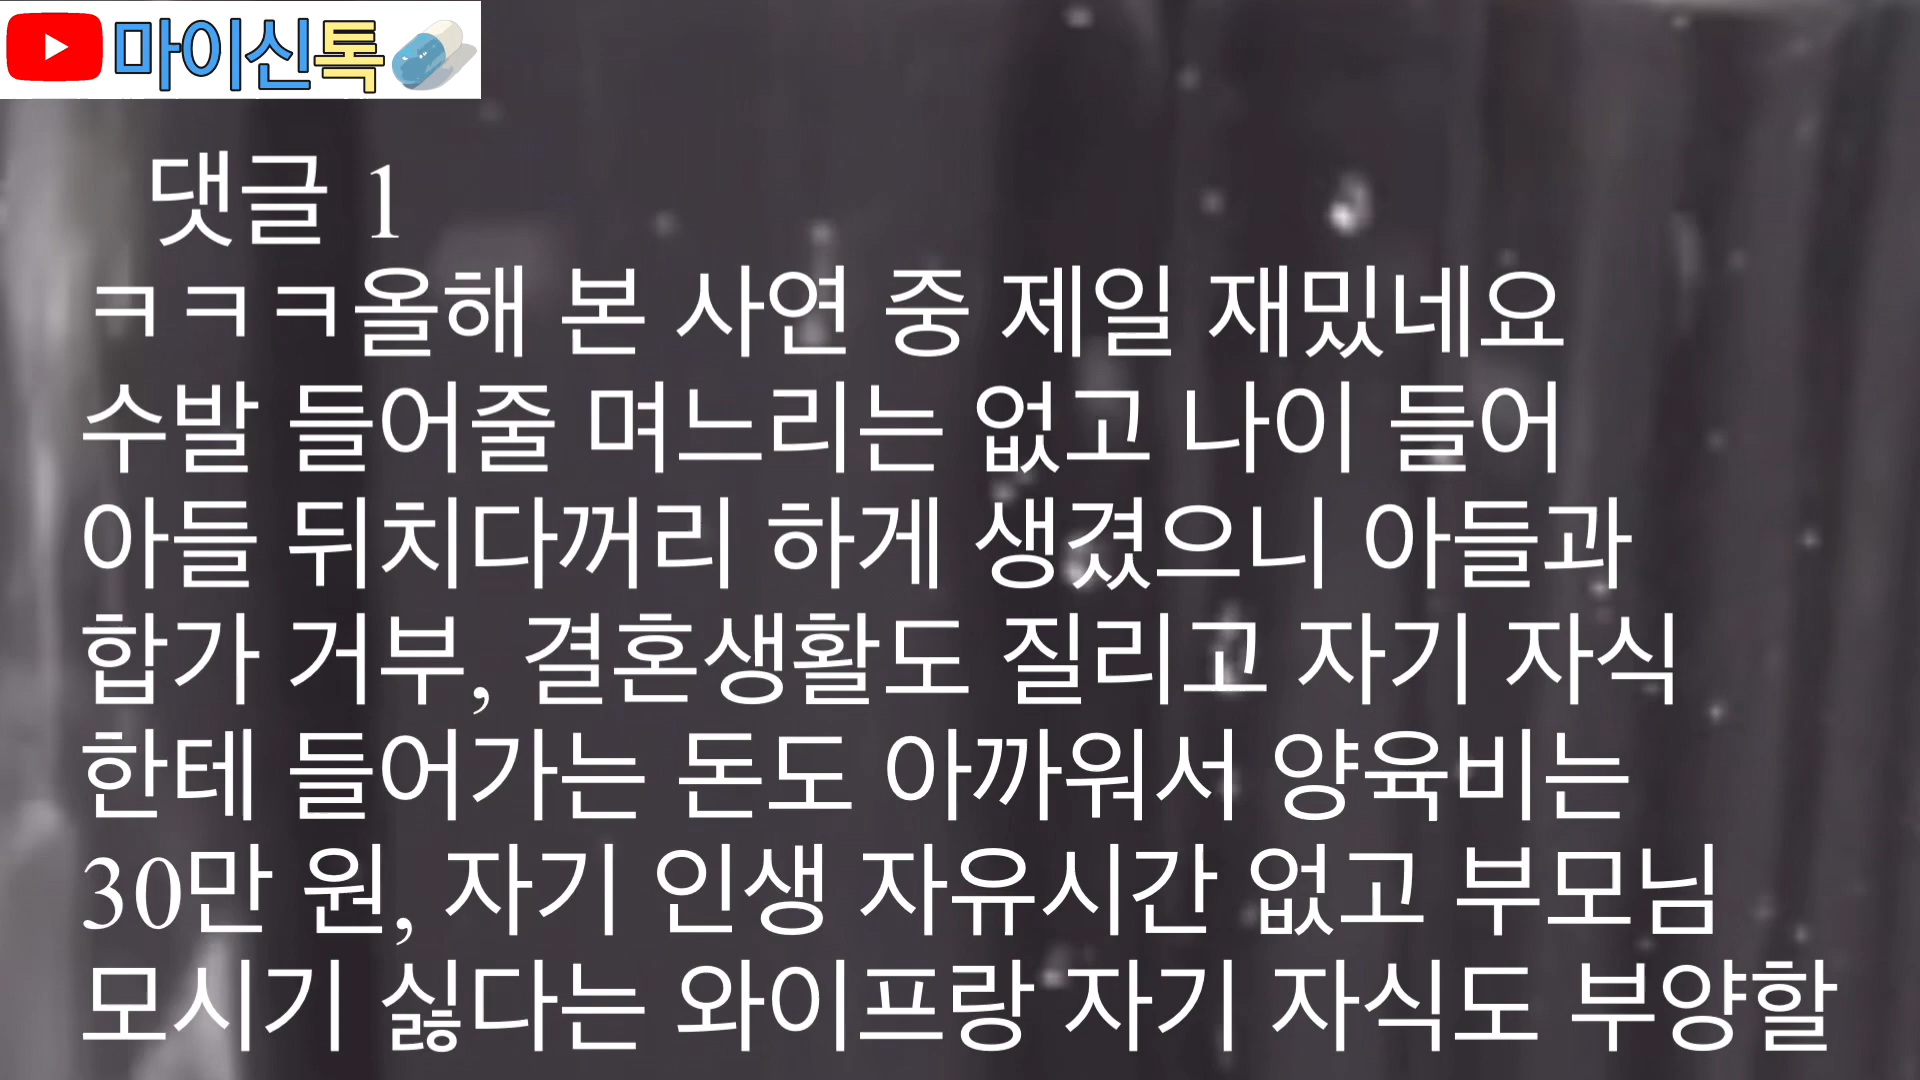 마이신톡
댓글 1
ㅋㅋㅋ올해 본 사연 중 제일 재밌네요
수발 들어줄 며느리는 없고 나이 들어
아들 뒤치다꺼리 하게 생겼으니 아들과
합가 거부, 결혼생활도 질리고 자기 자식
한테 들어가는 돈도 아까워서 양육비는
30만 원, 자기 인생 자유시간 없고 부모님
모시기 싫다는 와이프랑 자기 자식도 부양할